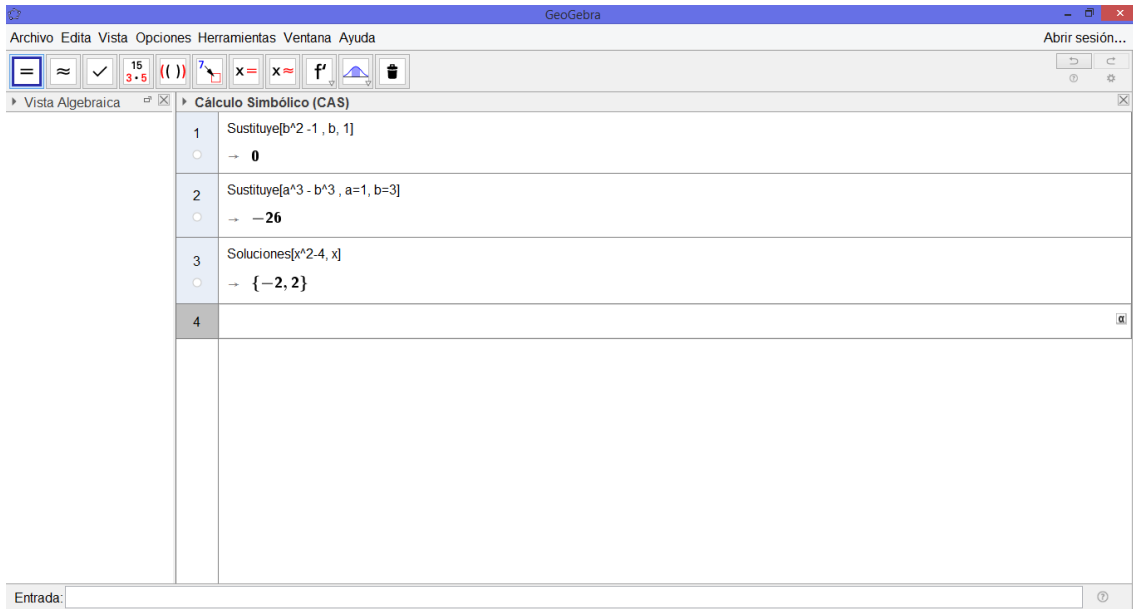 GeoGebra
Archivo Edita Vista Opciones Herramientas Ventana Ayuda
Abrir sesión...
= ≈ ✓ 15 3·5 (( )) 7 x= x≈ f'
Vista Algebraica
Cálculo Simbólico (CAS)
1
Sustituye[b^2 -1 , b, 1]
→ 0
2
Sustituye[a^3 - b^3 , a=1, b=3]
→ −26
3
Soluciones[x^2-4, x]
→ {−2, 2}
4
α
Entrada: